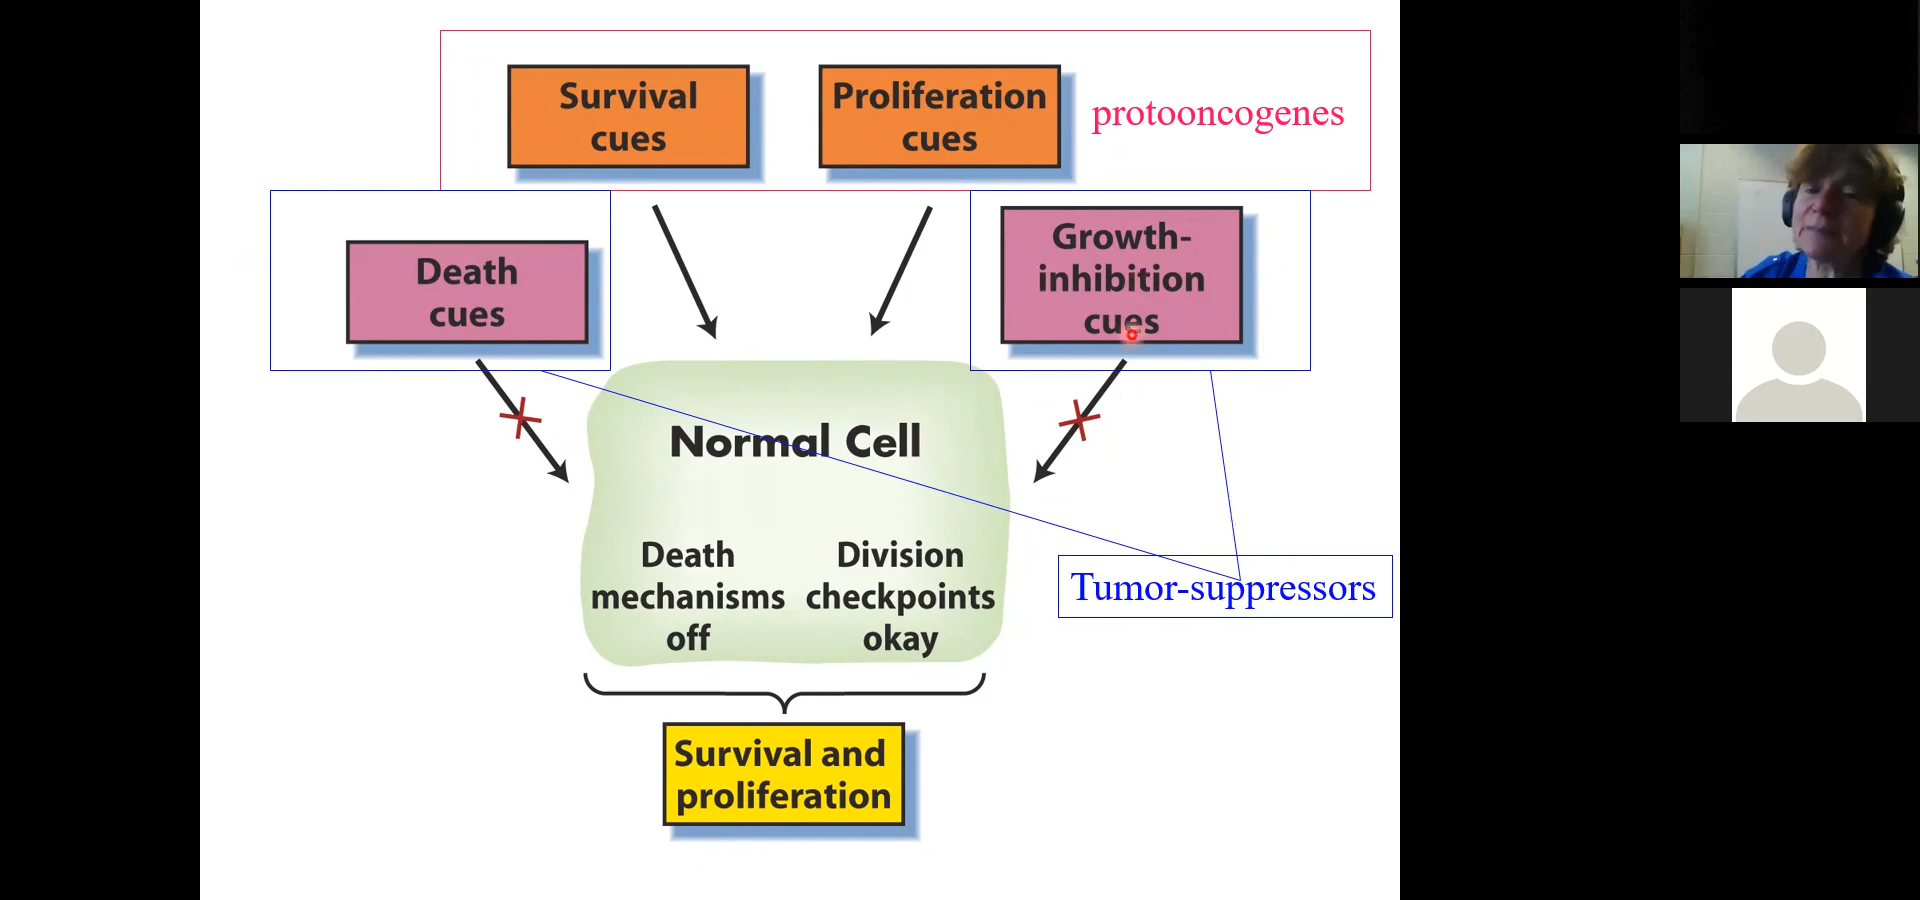 Survival
cues
Proliferation
cues
protooncogenes
Death
cues
Growth-
inhibition
cues
Normal Cell
Death
mechanisms
off
Division
checkpoints
okay
Tumor-suppressors
Survival and
proliferation